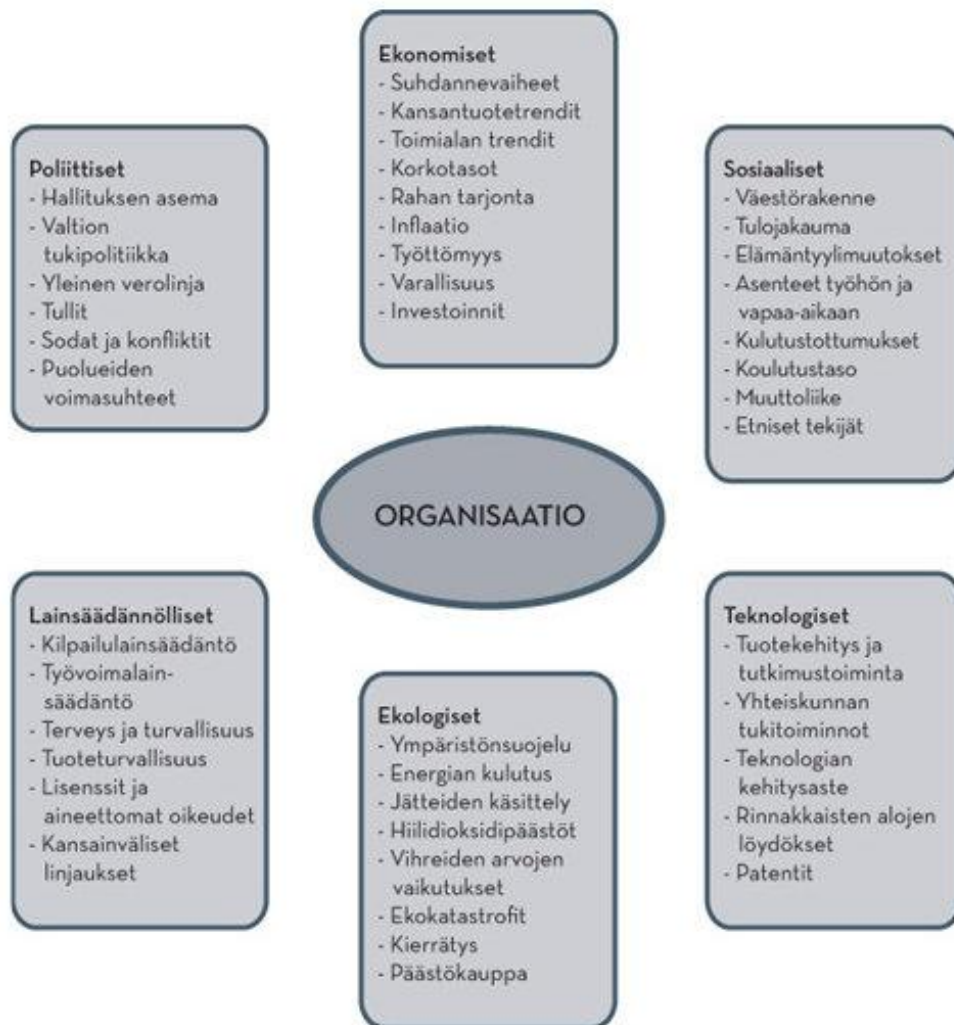 Ekonomiset
- Suhdannevaiheet
- Kansantuotetrendit
- Toimialan trendit
- Korkotasot
- Rahan tarjonta
- Inflaatio
- Työttömyys
- Varallisuus
- Investoinnit
Poliittiset
- Hallituksen asema
- Valtion
tukipolitiikka
- Yleinen verolinja
- Tullit
- Sodat ja konfliktit
- Puolueiden
voimasuhteet
Sosiaaliset
- Väestörakenne
- Tulojakauma
- Elämäntyylimuutokset
- Asenteet työhön ja
vapaa-aikaan
- Kulutustottumukset
- Koulutustaso
- Muuttoliike
- Etniset tekijät
ORGANISAATIO
Lainsäädännölliset
- Kilpailulainsäädäntö
- Työvoimalain-
säädäntö
- Terveys ja turvallisuus
- Tuoteturvallisuus
- Lisenssit ja
aineettomat oikeudet
- Kansainväliset
linjaukset
Ekologiset
- Ympäristönsuojelu
- Energian kulutus
- Jätteiden käsittely
- Hiilidioksidipäästöt
- Vihreiden arvojen
vaikutukset
- Ekokatastrofit
- Kierrätys
- Päästökauppa
Teknologiset
- Tuotekehitys ja
tutkimustoiminta
- Yhteiskunnan
tukitoiminnot
- Teknologian
kehitysaste
- Rinnakkaisten alojen
löydökset
- Patentit